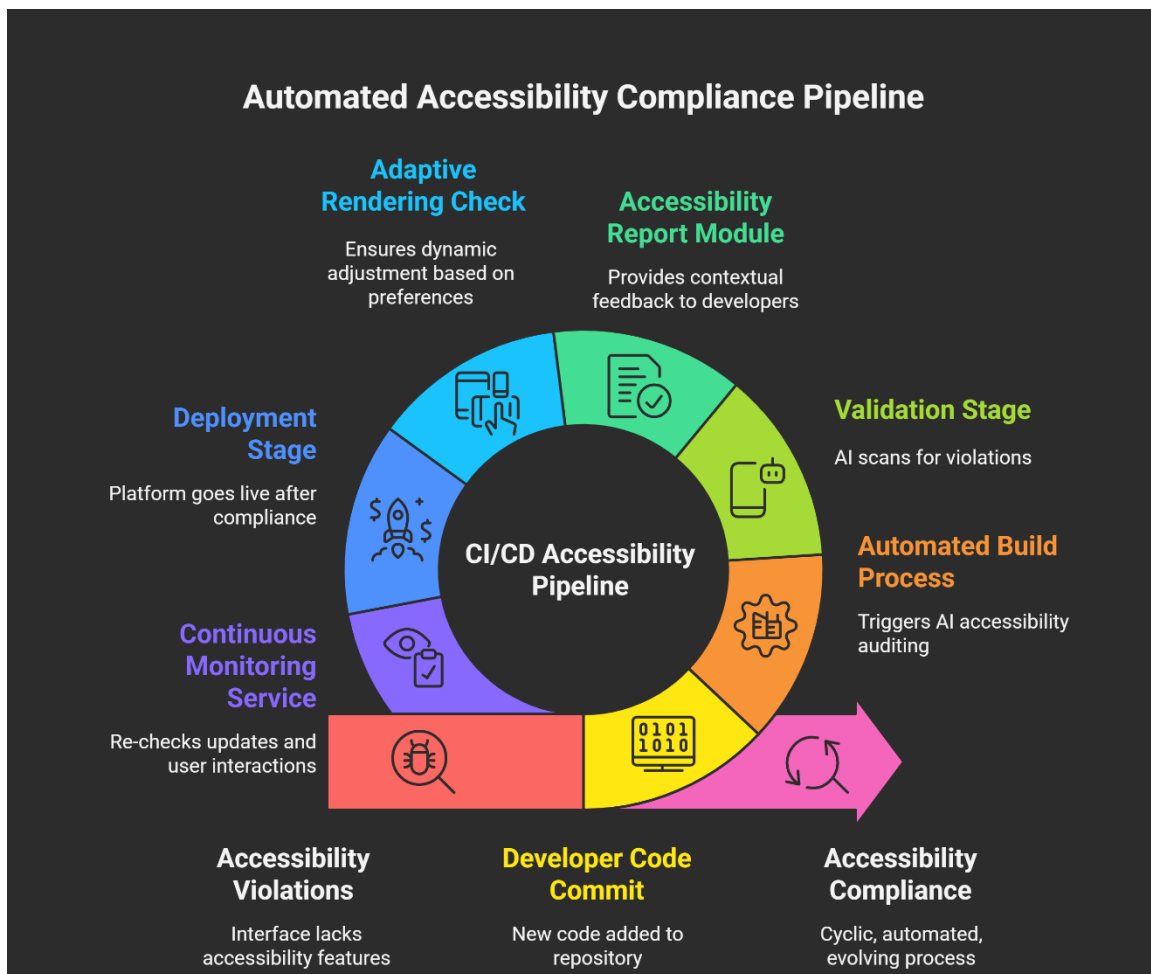 Automated Accessibility Compliance Pipeline
Adaptive
Rendering Check
Ensures dynamic
adjustment based on
preferences
Accessibility
Report Module
Provides contextual
feedback to developers
Deployment
Stage
Platform goes live after
compliance
Validation Stage
AI scans for violations
CI/CD Accessibility
Pipeline
Automated Build
Process
Triggers AI accessibility
auditing
Continuous
Monitoring
Service
Re-checks updates and
user interactions
$ $
0101
1010
Accessibility
Violations
Interface lacks
accessibility features
Developer Code
Commit
New code added to
repository
Accessibility
Compliance
Cyclic, automated,
evolving process